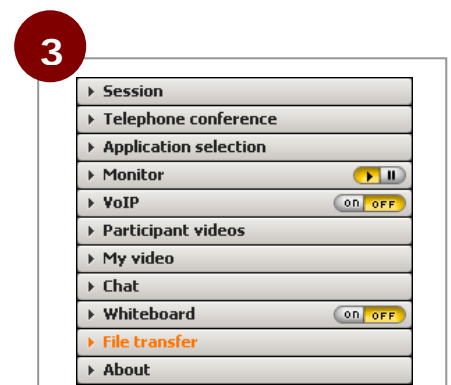 3
Session
Telephone conference
Application selection
Monitor
VoIP on OFF
Participant videos
My video
Chat
Whiteboard on OFF
File transfer
About